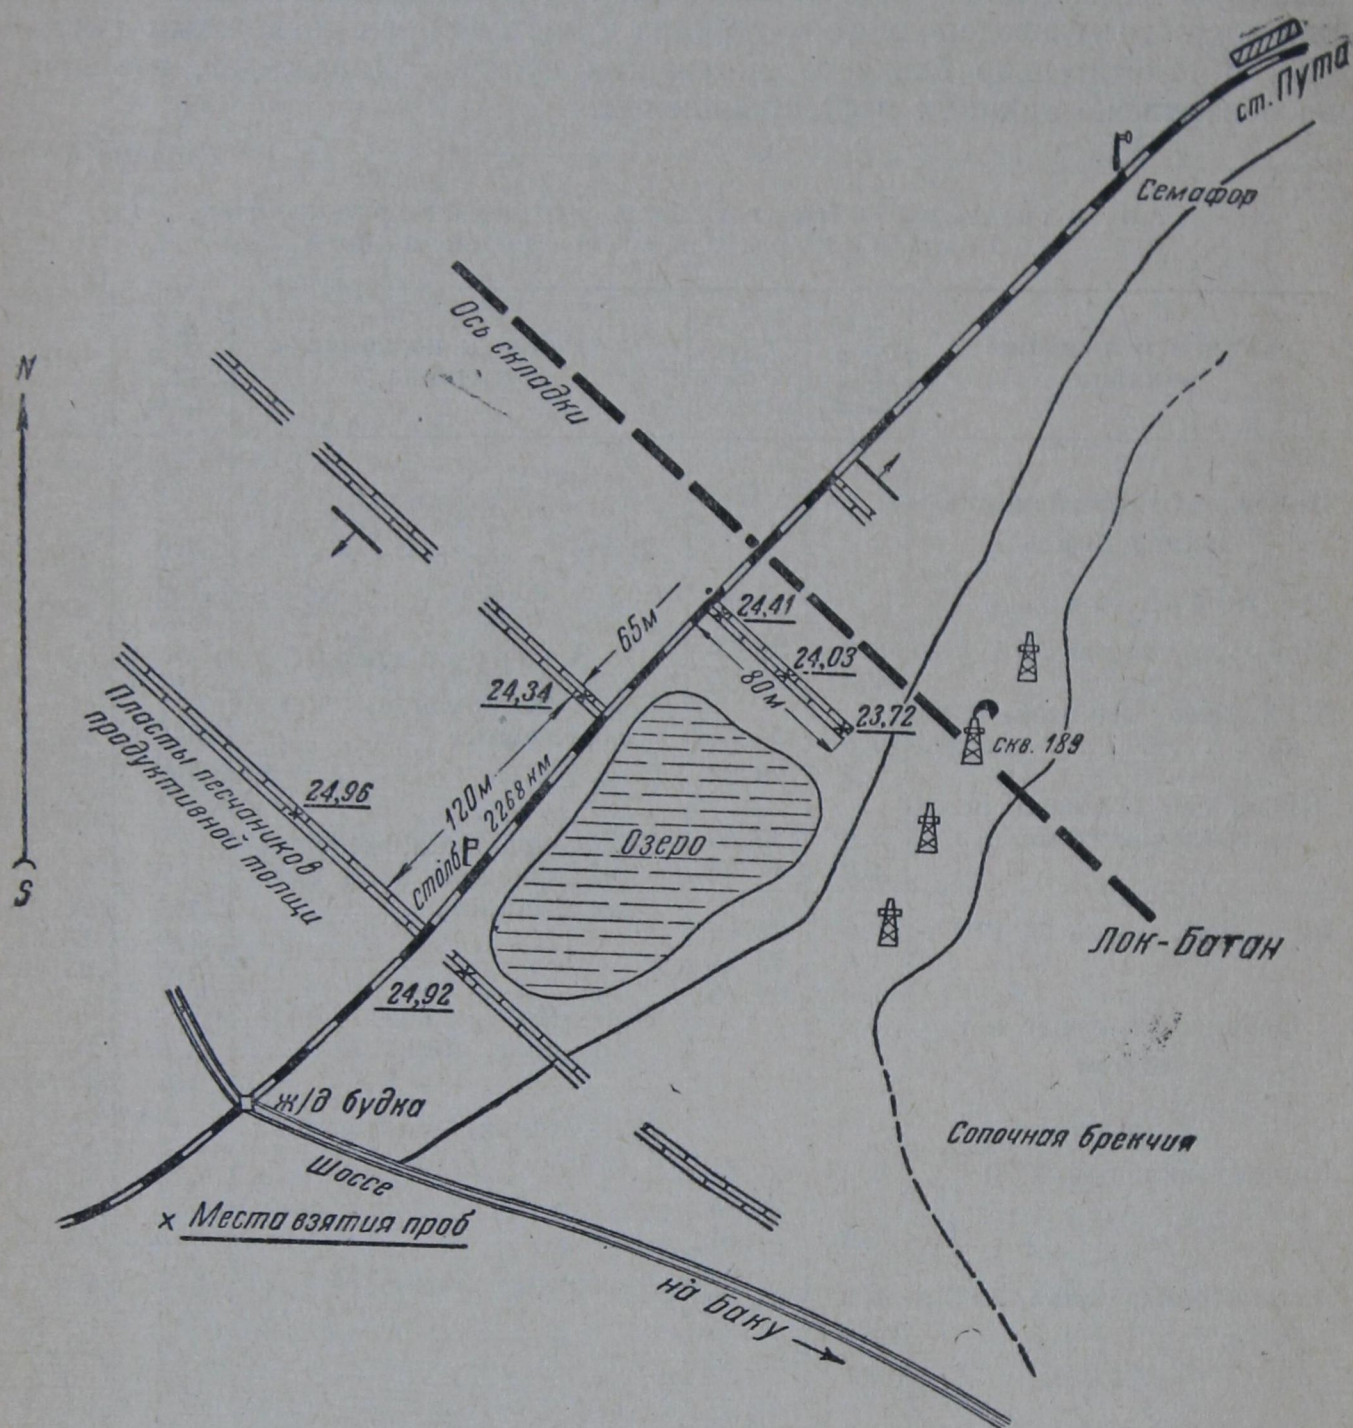 ст. Пута
Семафор
Ось складки
N
S
65м
24,41
24,03
80м
23,72
24,34
скв. 189
Пласты песчаников
продуктивной толщи
24,96
120м
столб 2268 км
Озеро
Лок-Батан
24,92
ж/д будка
Сопочная брекчия
Шоссе
x Места взятия проб
на Баку